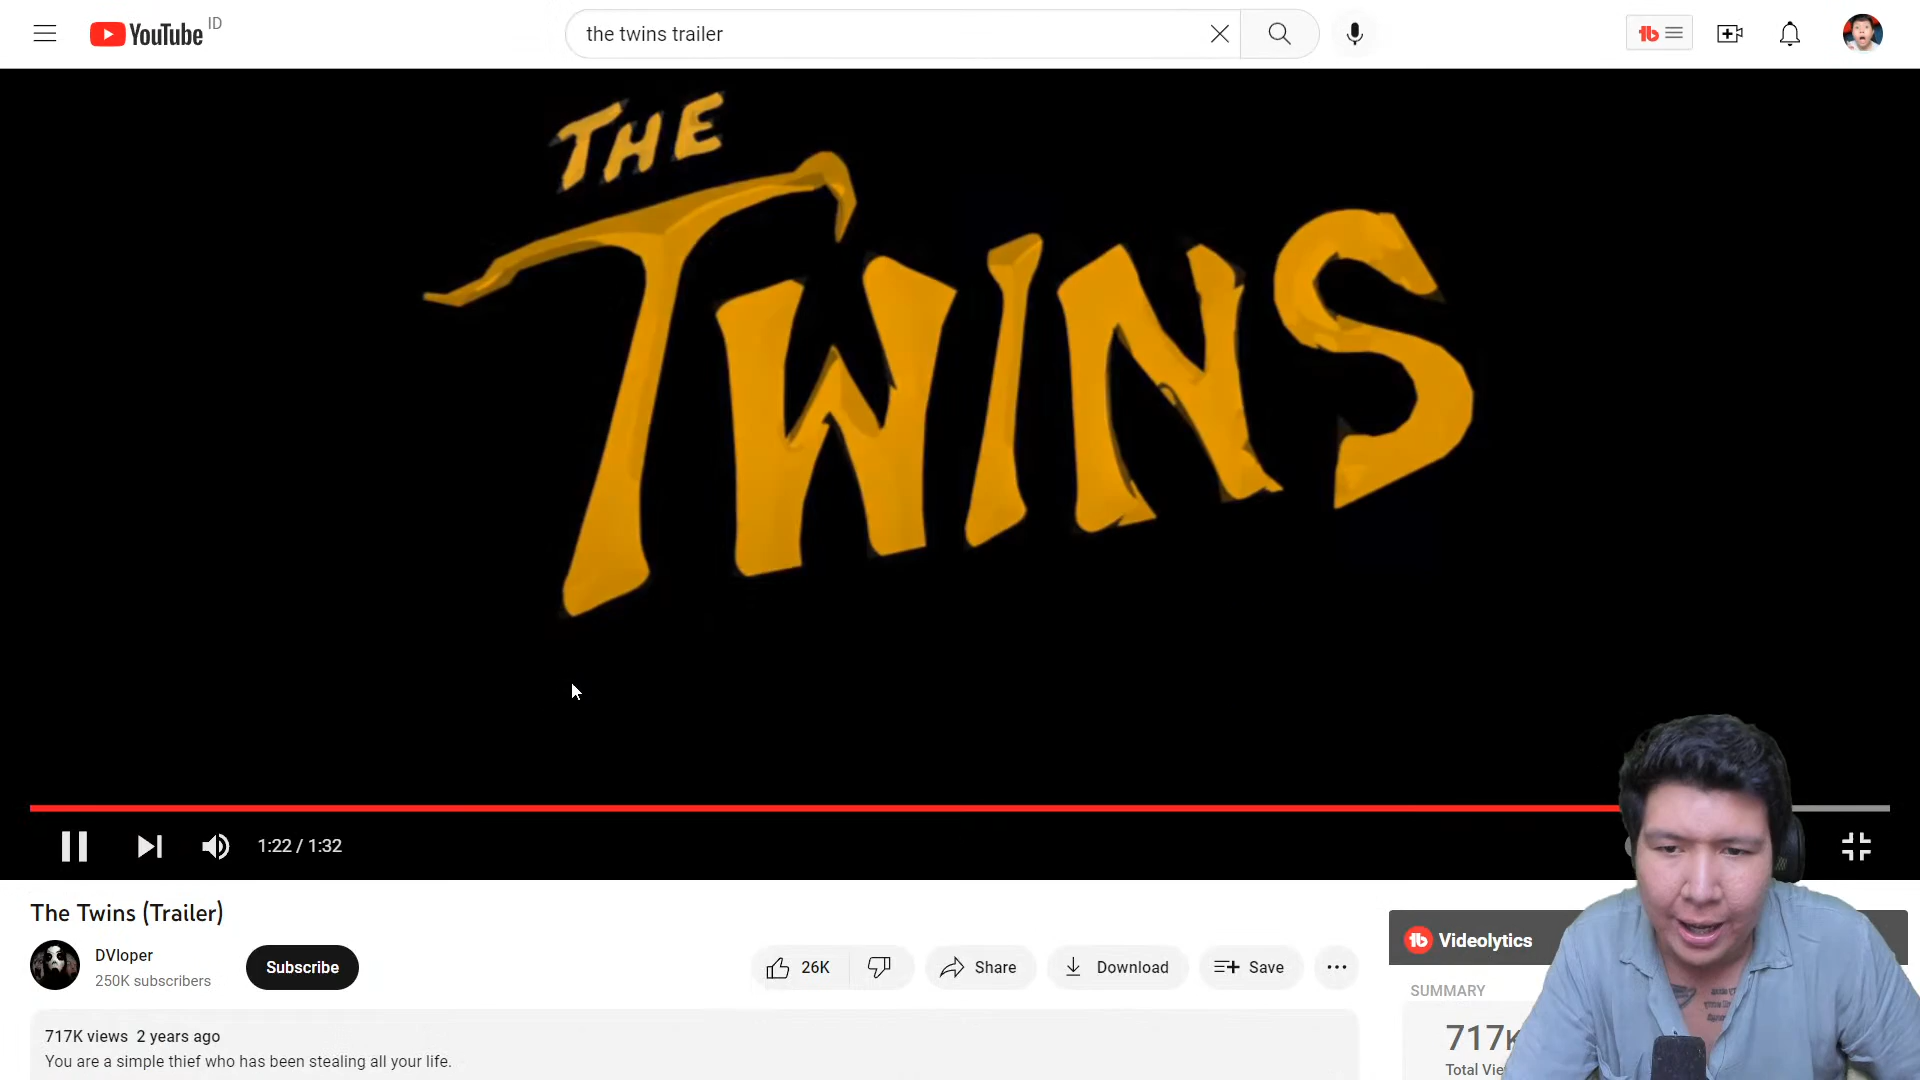 YouTube ID
the twins trailer
THE
TWINS
1:22 / 1:32
The Twins (Trailer)
DVloper
250K subscribers
Subscribe
26K
Share
Download
Save
717K views 2 years ago
You are a simple thief who has been stealing all your life.
Videolytics
SUMMARY
717K
Total